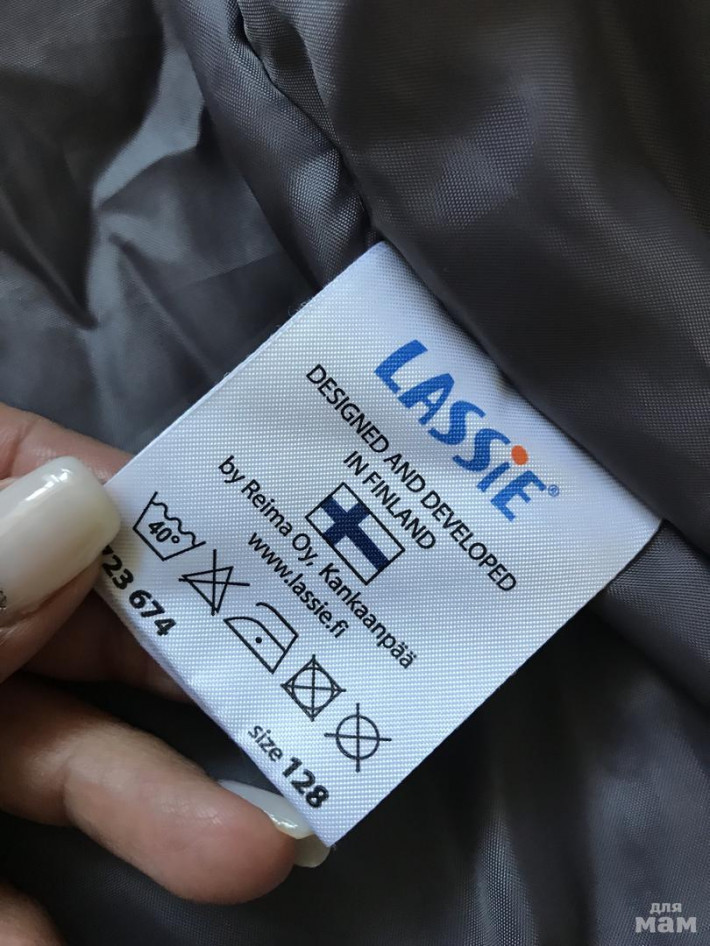 LASSiE®
DESIGNED AND DEVELOPED
IN FINLAND
by Reima Oy, Kankaanpää
www.lassie.fi
40°
723 674
size 128
для
мам